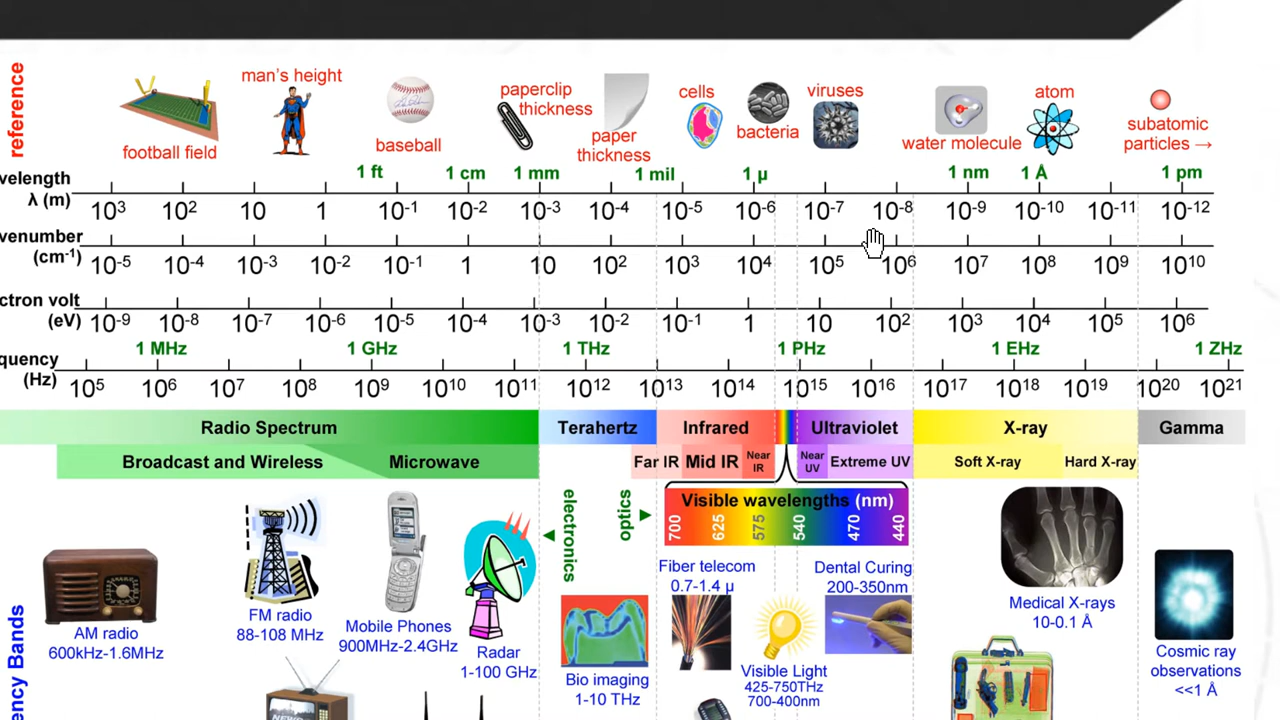 reference
football field
man's height
baseball
paperclip
thickness
paper
thickness
cells
bacteria
viruses
water molecule
atom
subatomic
particles →
1 ft 1 cm 1 mm 1 mil 1 µ 1 nm 1 Å 1 pm
velength
λ (m)
10³ 10² 10 1 10⁻¹ 10⁻² 10⁻³ 10⁻⁴ 10⁻⁵ 10⁻⁶ 10⁻⁷ 10⁻⁸ 10⁻⁹ 10⁻¹⁰ 10⁻¹¹ 10⁻¹²
venumber
(cm⁻¹)
10⁻⁵ 10⁻⁴ 10⁻³ 10⁻² 10⁻¹ 1 10 10² 10³ 10⁴ 10⁵ 10⁶ 10⁷ 10⁸ 10⁹ 10¹⁰
ctron volt
(eV)
10⁻⁹ 10⁻⁸ 10⁻⁷ 10⁻⁶ 10⁻⁵ 10⁻⁴ 10⁻³ 10⁻² 10⁻¹ 1 10 10² 10³ 10⁴ 10⁵ 10⁶
1 MHz 1 GHz 1 THz 1 PHz 1 EHz 1 ZHz
quency
(Hz)
10⁵ 10⁶ 10⁷ 10⁸ 10⁹ 10¹⁰ 10¹¹ 10¹² 10¹³ 10¹⁴ 10¹⁵ 10¹⁶ 10¹⁷ 10¹⁸ 10¹⁹ 10²⁰ 10²¹
Radio Spectrum Terahertz Infrared Ultraviolet X-ray Gamma
Broadcast and Wireless Microwave Far IR Mid IR Near IR Near UV Extreme UV Soft X-ray Hard X-ray
electronics
optics
Visible wavelengths (nm)
700 625 575 540 470 440
ency Bands
AM radio
600kHz-1.6MHz
FM radio
88-108 MHz
Mobile Phones
900MHz-2.4GHz
Radar
1-100 GHz
Bio imaging
1-10 THz
Fiber telecom
0.7-1.4 µ
Visible Light
425-750THz
700-400nm
Dental Curing
200-350nm
Medical X-rays
10-0.1 Å
Cosmic ray
observations
<<1 Å